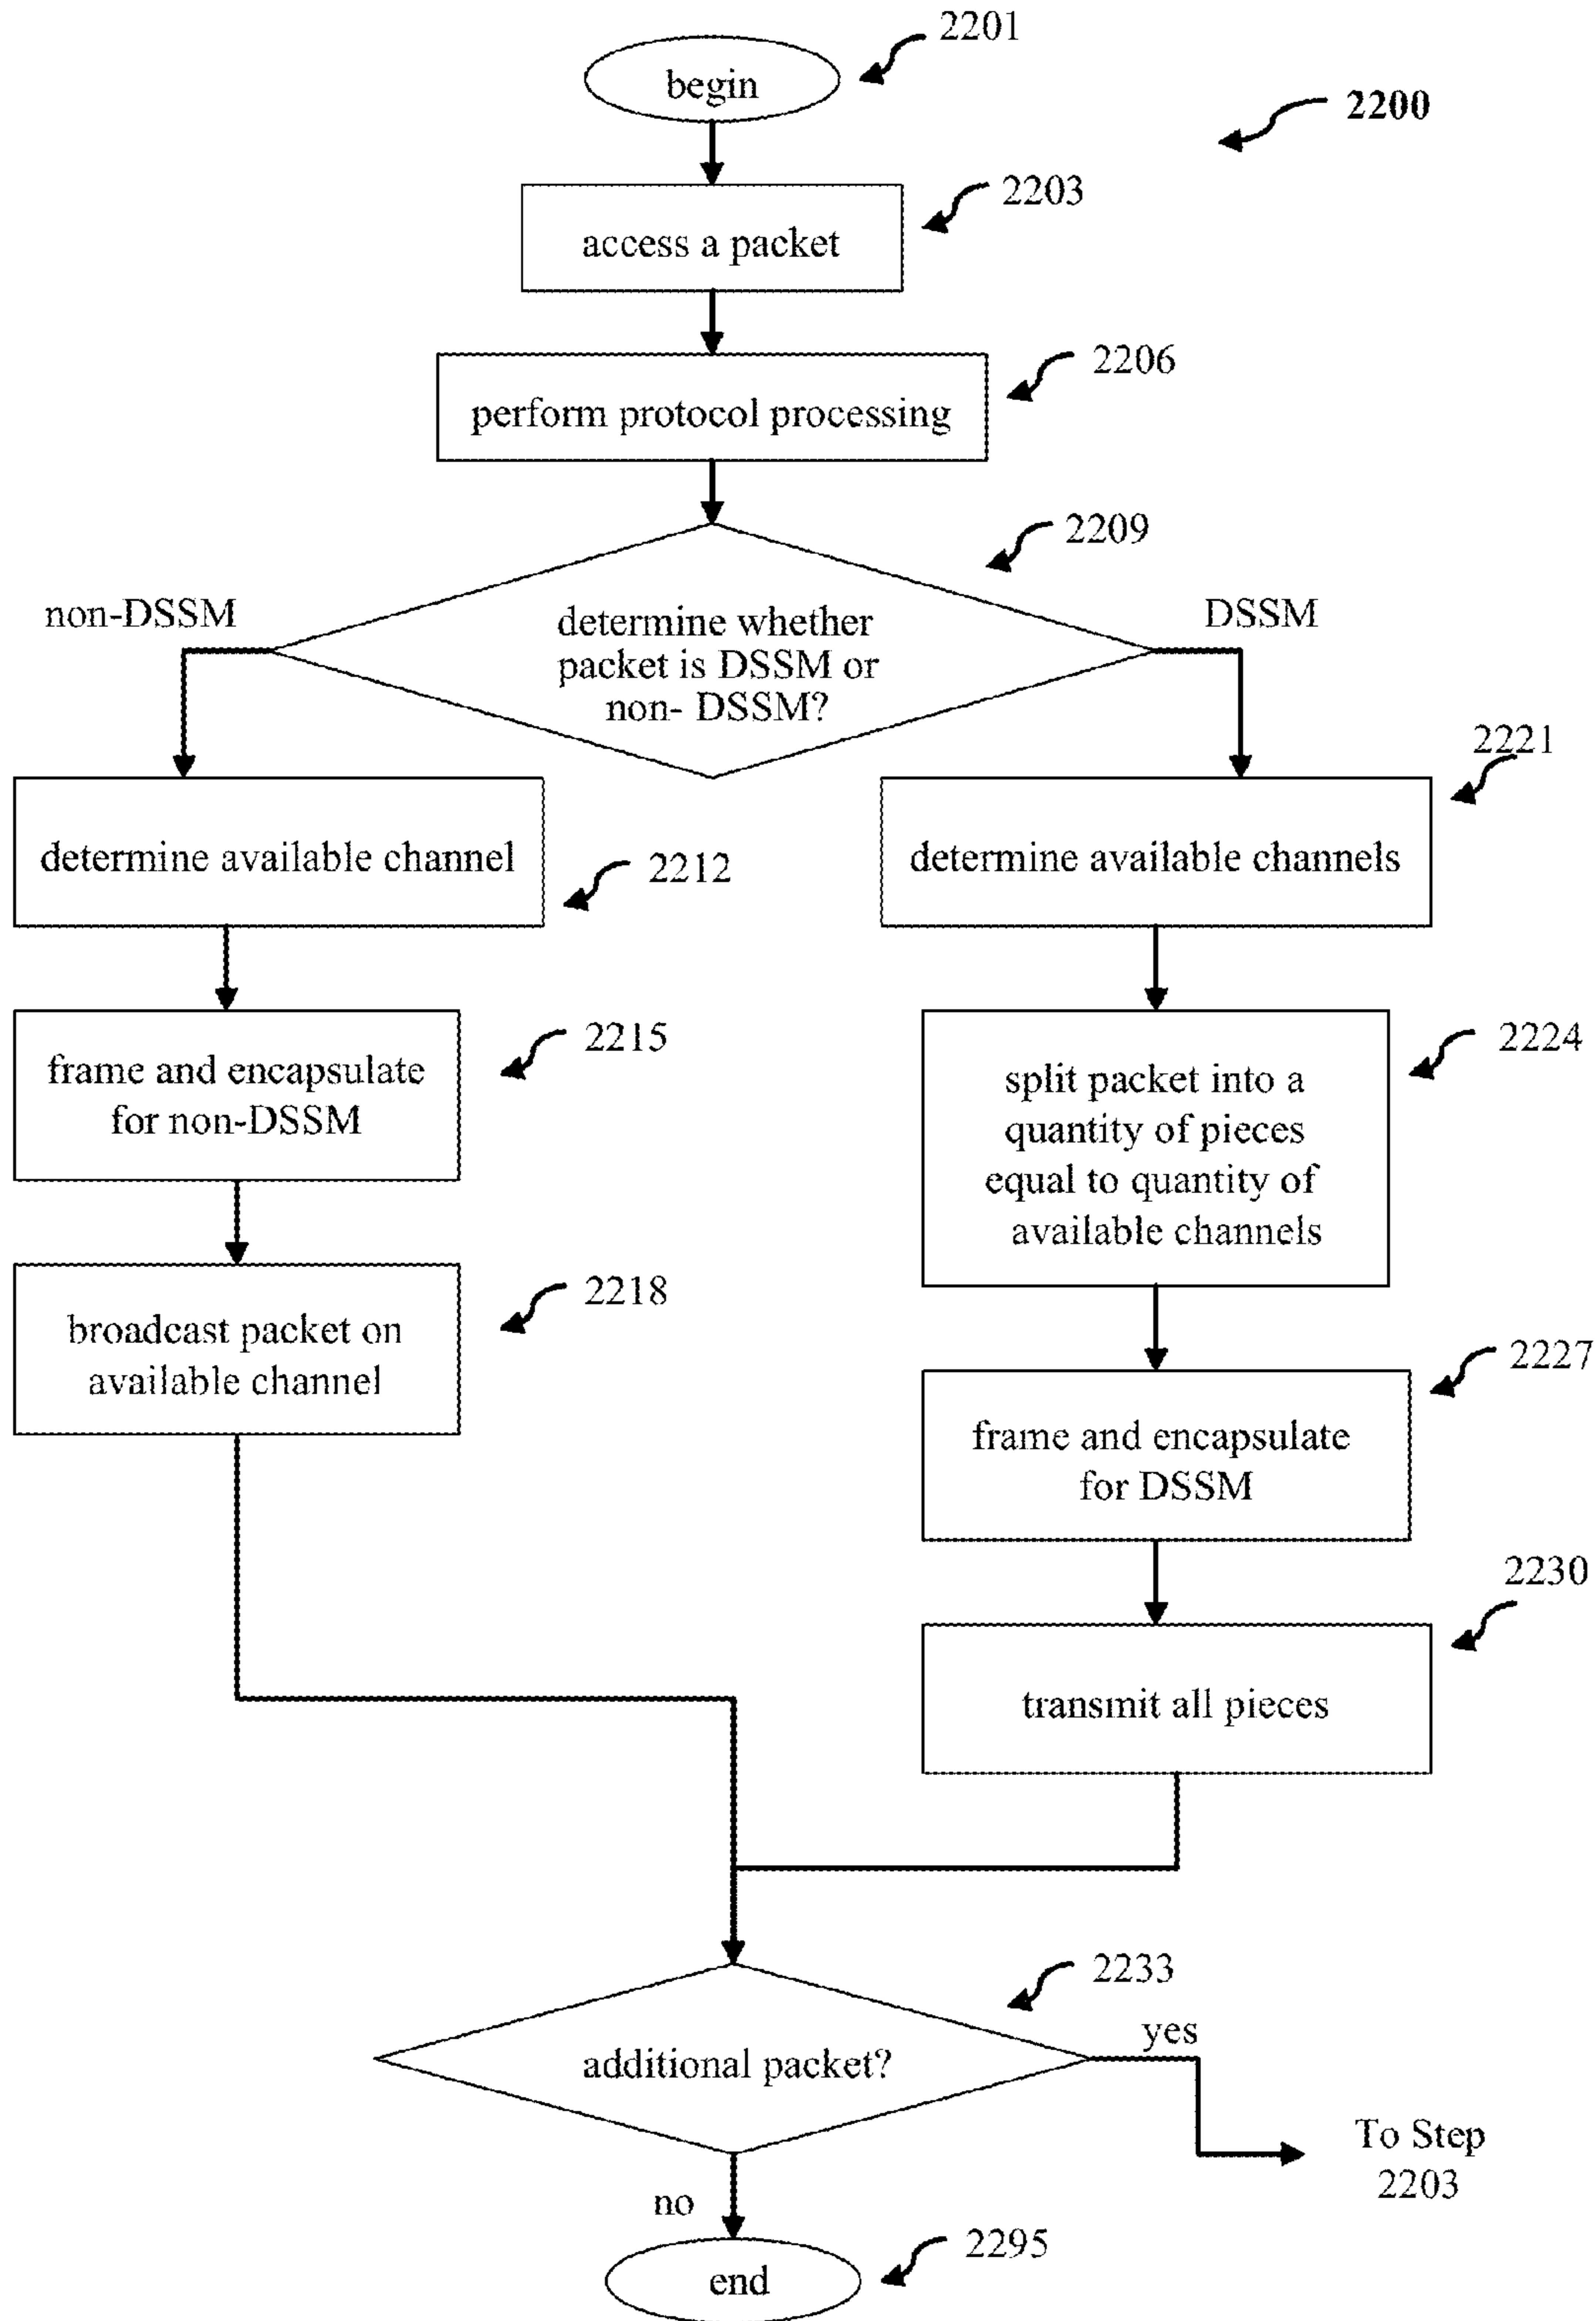 2201
begin
2200
2203
access a packet
2206
perform protocol processing
2209
non-DSSM
DSSM
determine whether
packet is DSSM or
non- DSSM?
2221
determine available channel
2212
determine available channels
2215
frame and encapsulate
for non-DSSM
2224
split packet into a
quantity of pieces
equal to quantity of
available channels
2218
broadcast packet on
available channel
2227
frame and encapsulate
for DSSM
2230
transmit all pieces
2233
yes
additional packet?
To Step
2203
no
2295
end